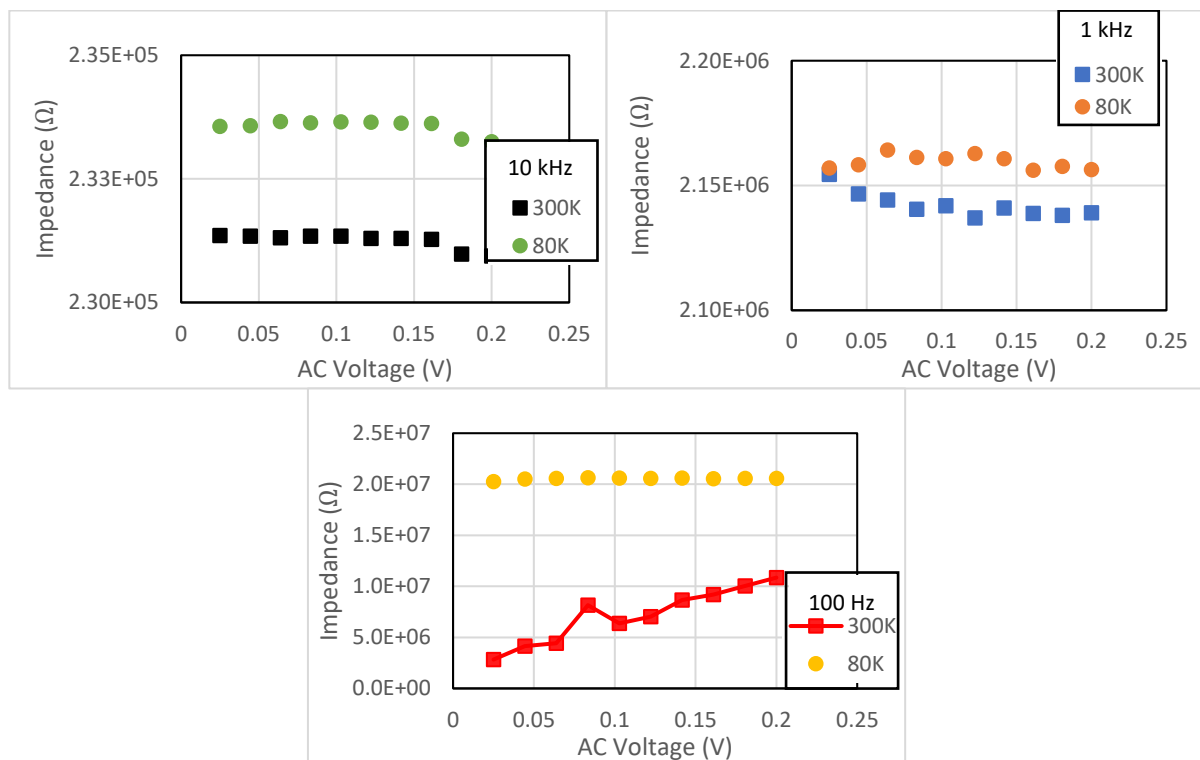 10 kHz
300K
80K
2.35E+05
2.33E+05
2.30E+05
0 0.05 0.1 0.15 0.2 0.25
Impedance (Ω)
AC Voltage (V)
1 kHz
300K
80K
2.20E+06
2.15E+06
2.10E+06
0 0.05 0.1 0.15 0.2 0.25
Impedance (Ω)
AC Voltage (V)
100 Hz
300K
80K
2.5E+07
2.0E+07
1.5E+07
1.0E+07
5.0E+06
0.0E+00
0 0.05 0.1 0.15 0.2 0.25
Impedance (Ω)
AC Voltage (V)